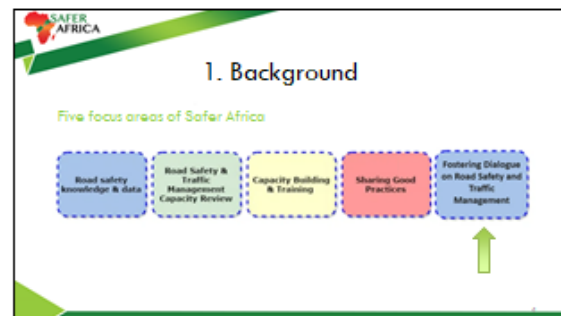 SAFER
AFRICA
1. Background
Five focus areas of Safer Africa
Road safety
knowledge & data
Road Safety &
Traffic
Management
Capacity Review
Capacity Building
& Training
Sharing Good
Practices
Fostering Dialogue
on Road Safety and
Traffic
Management